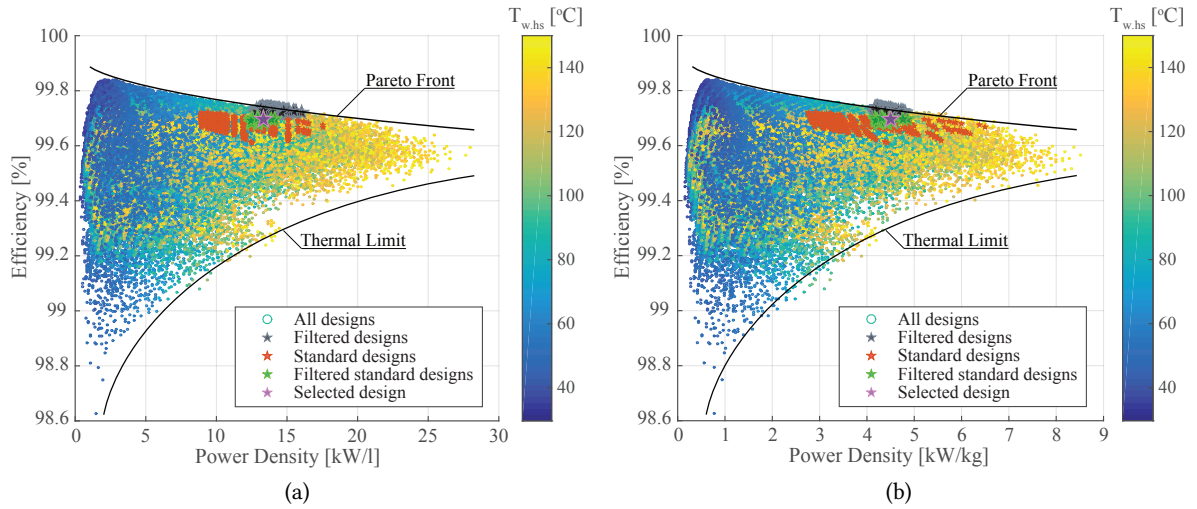 T_w.hs [°C]
100
99.8
99.6
99.4
99.2
99
98.8
98.6
Efficiency [%]
Pareto Front
Thermal Limit
All designs
Filtered designs
Standard designs
Filtered standard designs
Selected design
0 5 10 15 20 25 30
Power Density [kW/l]
140
120
100
80
60
40
(a)
T_w.hs [°C]
100
99.8
99.6
99.4
99.2
99
98.8
98.6
Efficiency [%]
Pareto Front
Thermal Limit
All designs
Filtered designs
Standard designs
Filtered standard designs
Selected design
0 1 2 3 4 5 6 7 8 9
Power Density [kW/kg]
140
120
100
80
60
40
(b)